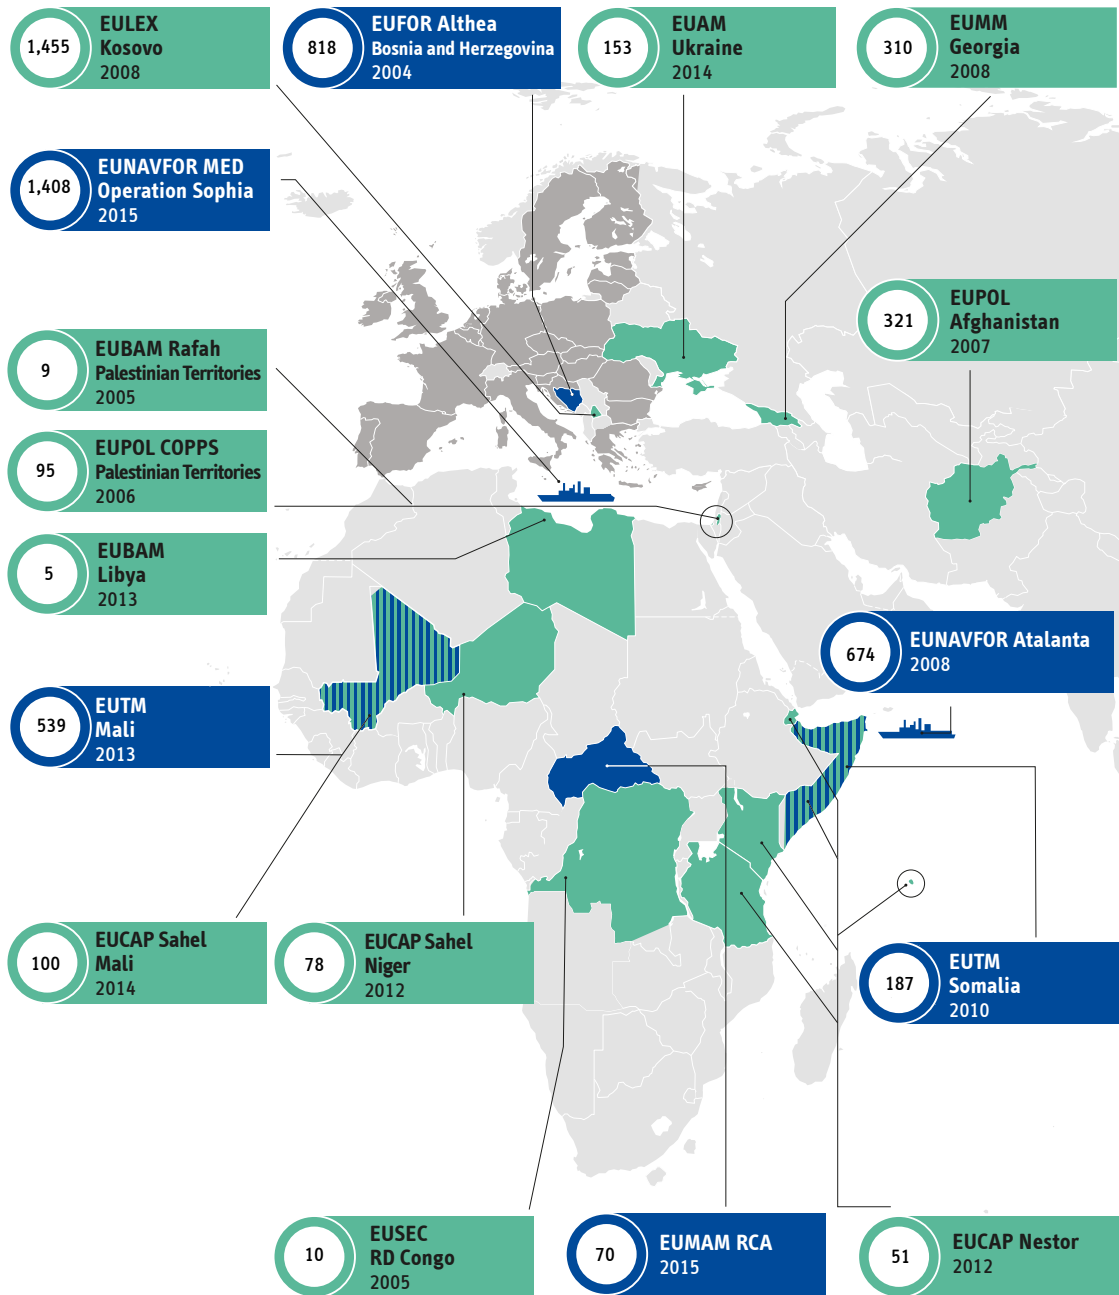 1,455
EULEX
Kosovo
2008
818
EUFOR Althea
Bosnia and Herzegovina
2004
153
EUAM
Ukraine
2014
310
EUMM
Georgia
2008
1,408
EUNAVFOR MED
Operation Sophia
2015
321
EUPOL
Afghanistan
2007
9
EUBAM Rafah
Palestinian Territories
2005
95
EUPOL COPPS
Palestinian Territories
2006
5
EUBAM
Libya
2013
674
EUNAVFOR Atalanta
2008
539
EUTM
Mali
2013
100
EUCAP Sahel
Mali
2014
78
EUCAP Sahel
Niger
2012
187
EUTM
Somalia
2010
10
EUSEC
RD Congo
2005
70
EUMAM RCA
2015
51
EUCAP Nestor
2012